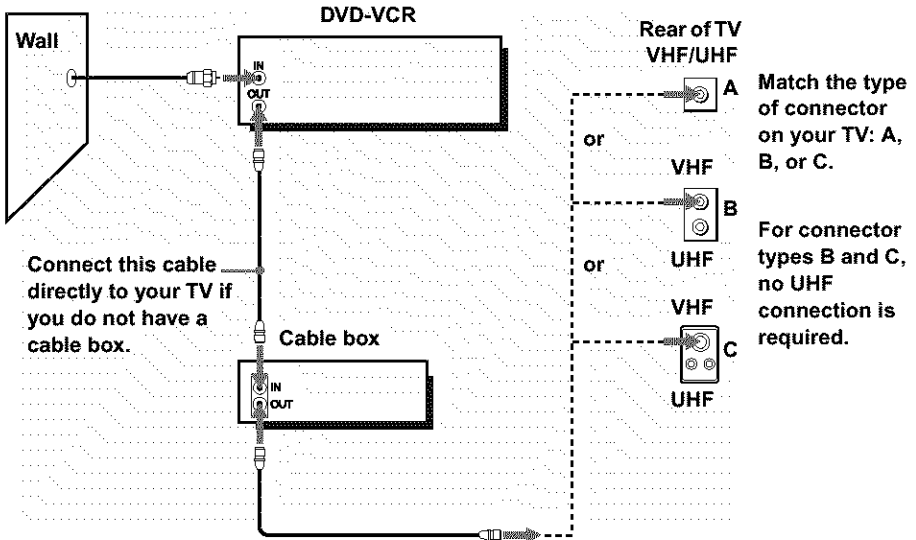 DVD-VCR
Wall
IN
OUT
Rear of TV
VHF/UHF
A
Match the type
of connector
on your TV: A,
B, or C.
or
VHF
B
UHF
For connector
types B and C,
no UHF
connection is
required.
or
Connect this cable
directly to your TV if
you do not have a
cable box.
VHF
C
UHF
Cable box
IN
OUT